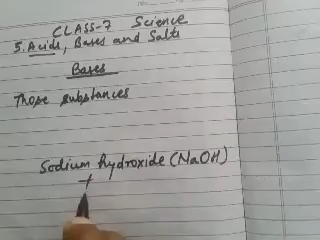 CLASS-7 Science
5. Acids, Bases and Salts
Bases
Those substances
Sodium hydroxide (NaOH)
+